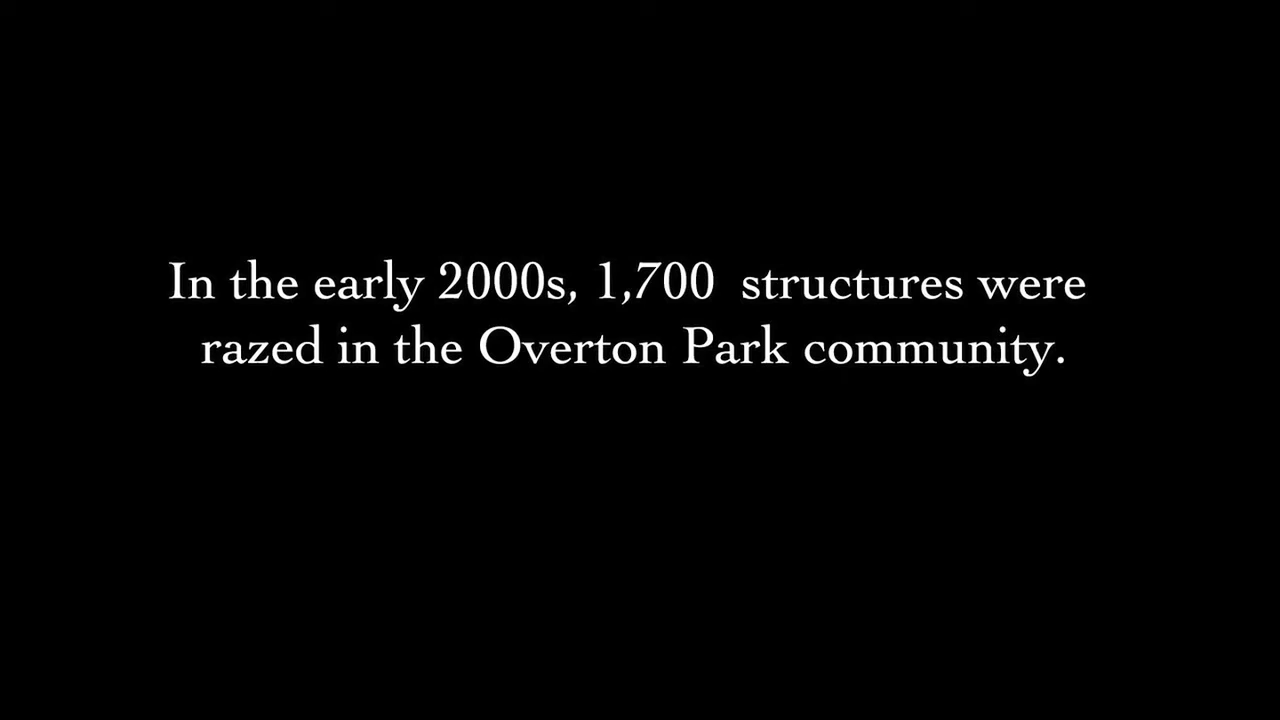 In the early 2000s, 1,700 structures were
razed in the Overton Park community.